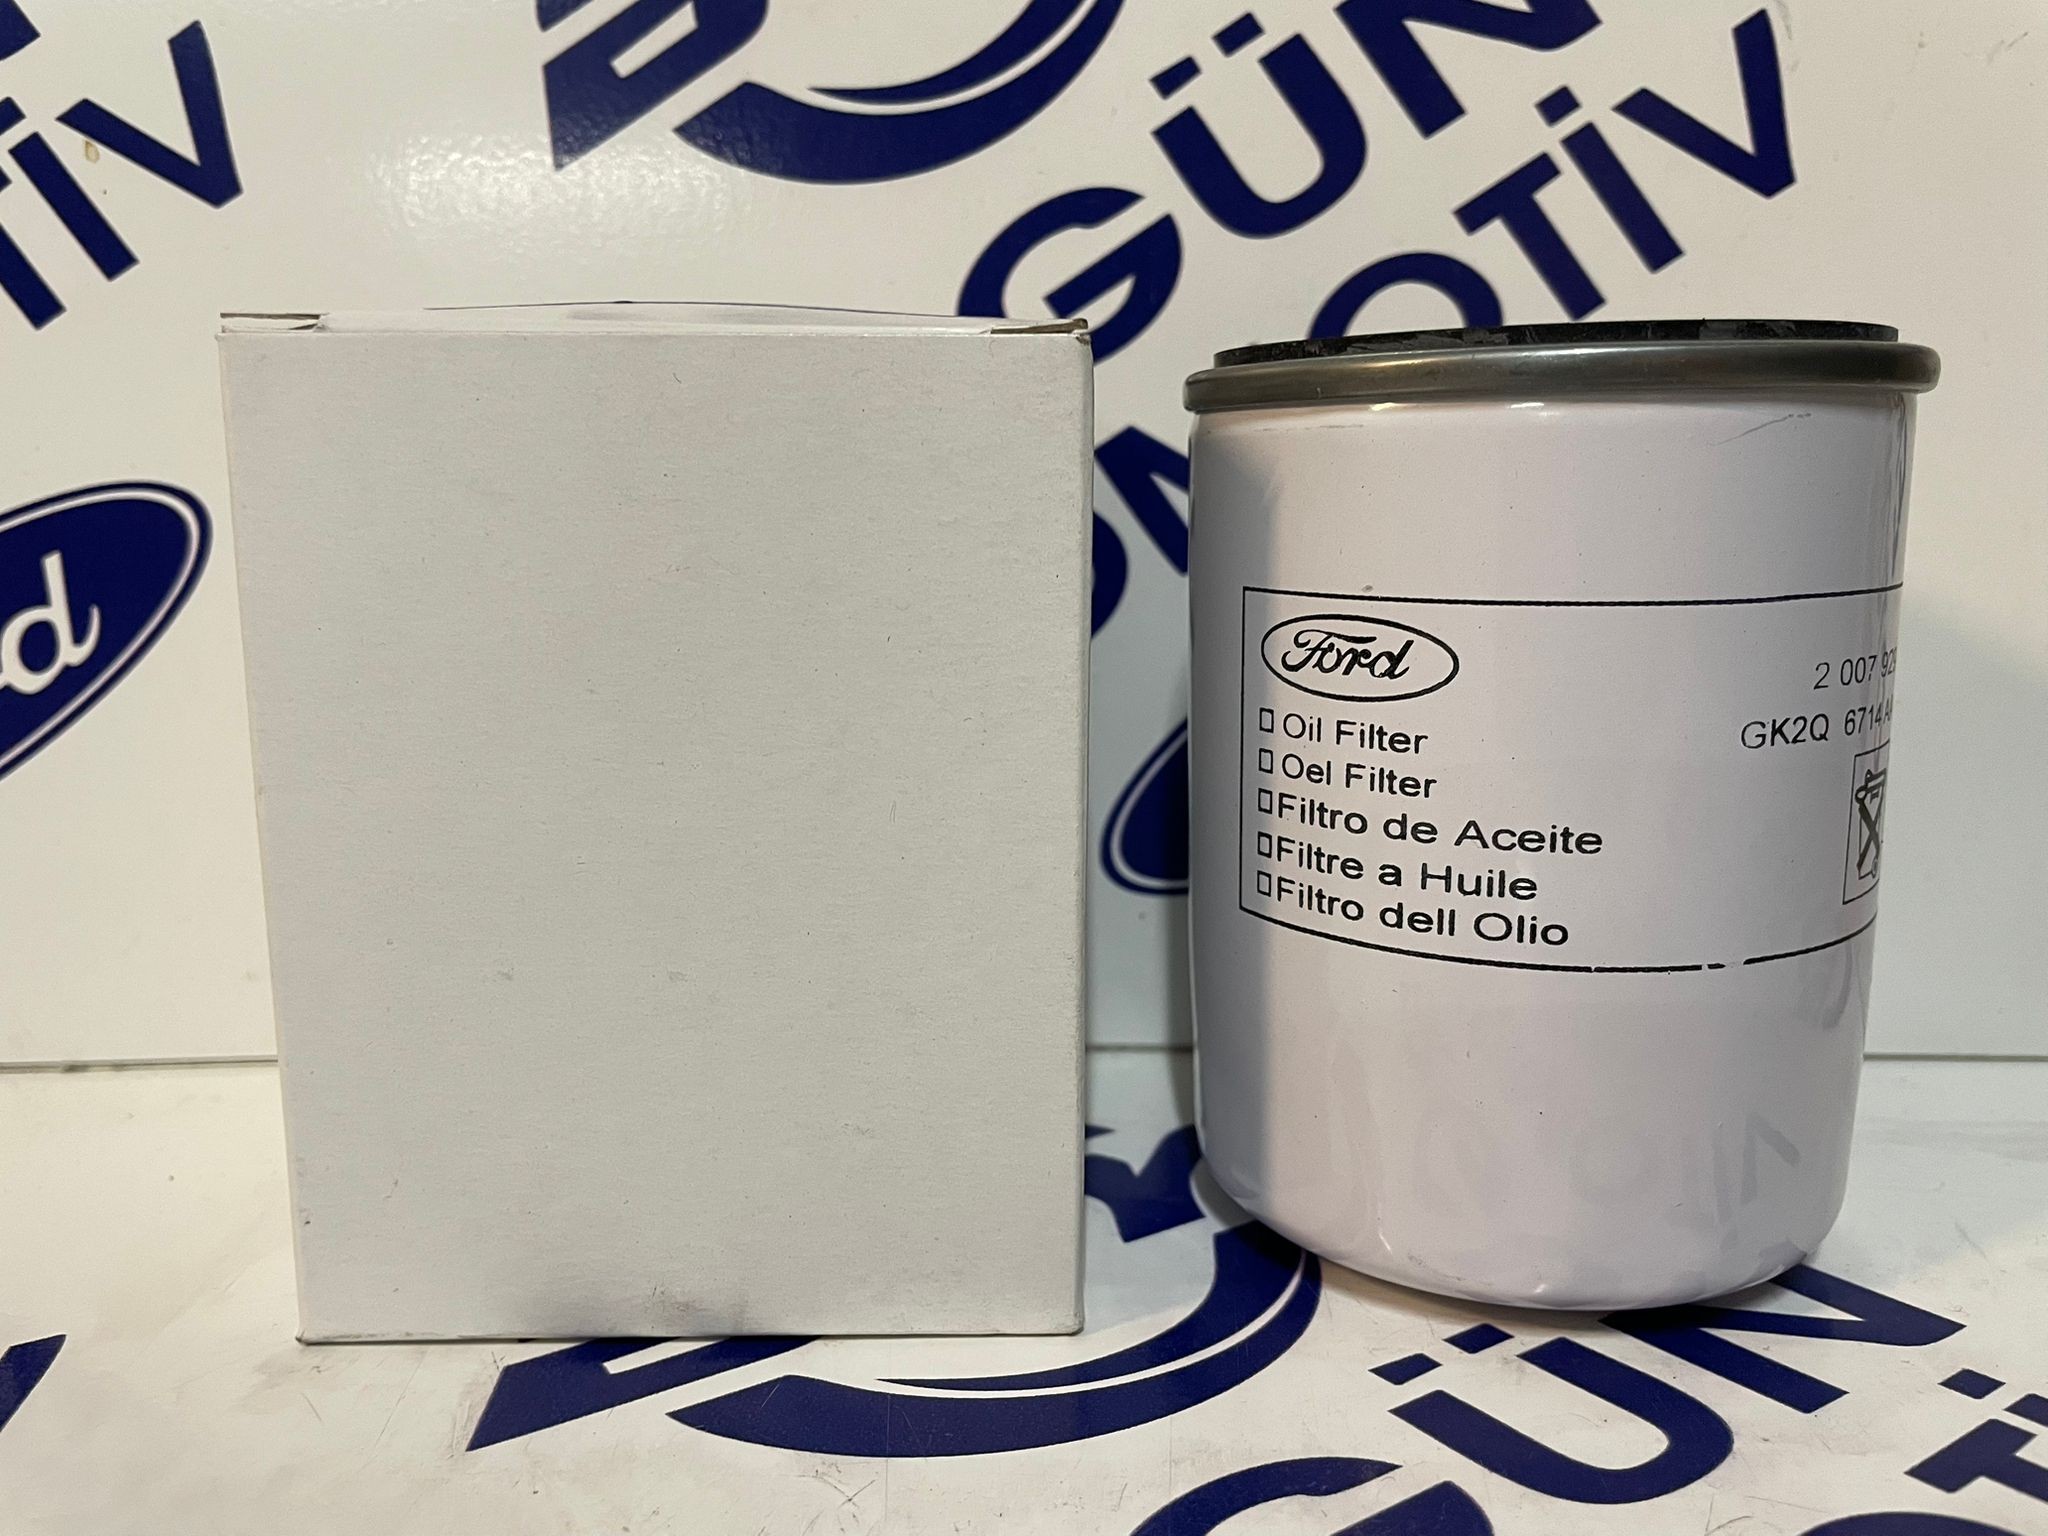 GÜN
OTİV
TİV
Ford
2 007 92
GK2Q 6714 A
Oil Filter
Oel Filter
Filtro de Aceite
Filtre a Huile
Filtro dell Olio
GÜN